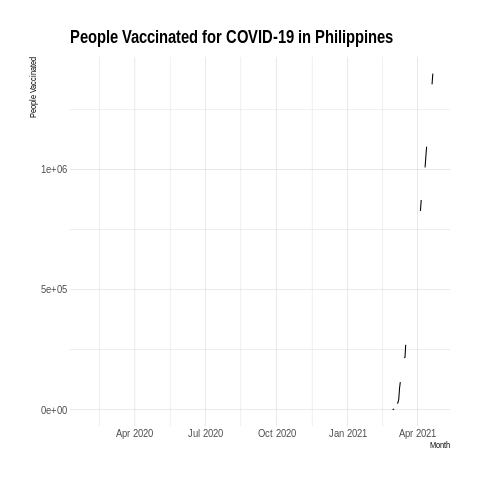 People Vaccinated for COVID-19 in Philippines
People Vaccinated
1e+06
5e+05
0e+00
Apr 2020 Jul 2020 Oct 2020 Jan 2021 Apr 2021
Month